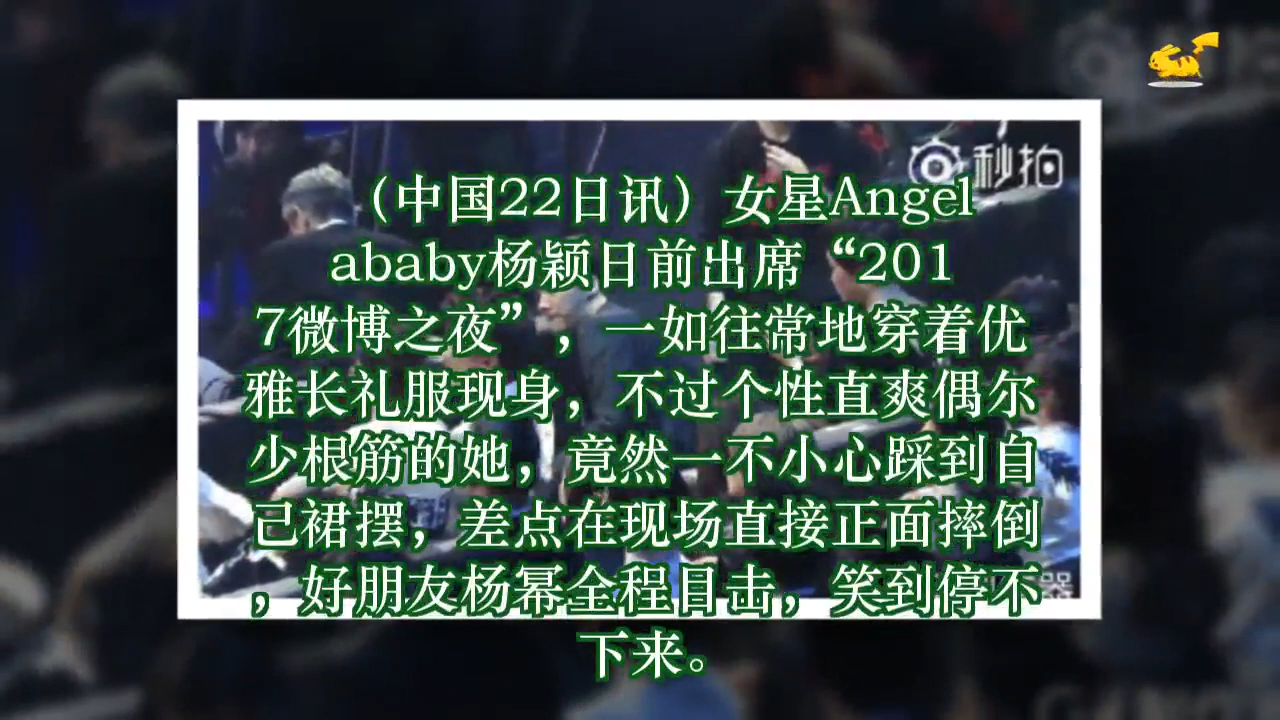 秒拍
（中国22日讯）女星Angel
ababy杨颖日前出席“201
7微博之夜”，一如往常地穿着优
雅长礼服现身，不过个性直爽偶尔
少根筋的她，竟然一不小心踩到自
己裙摆，差点在现场直接正面摔倒
，好朋友杨幂全程目击，笑到停不
下来。